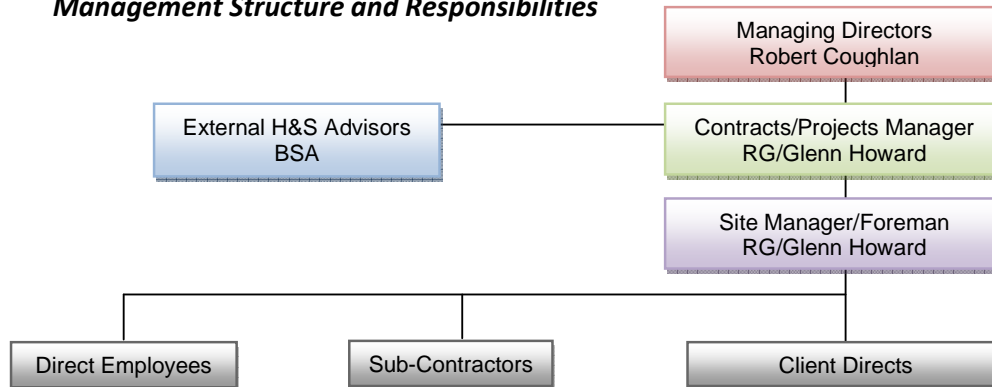 Management Structure and Responsibilities
Managing Directors
Robert Coughlan
External H&S Advisors
BSA
Contracts/Projects Manager
RG/Glenn Howard
Site Manager/Foreman
RG/Glenn Howard
Direct Employees
Sub-Contractors
Client Directs